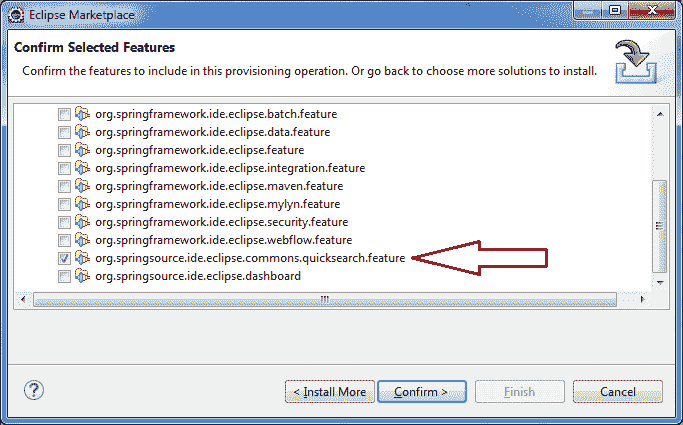 Eclipse Marketplace
Confirm Selected Features
Confirm the features to include in this provisioning operation. Or go back to choose more solutions to install.
org.springframework.ide.eclipse.batch.feature
org.springframework.ide.eclipse.data.feature
org.springframework.ide.eclipse.feature
org.springframework.ide.eclipse.integration.feature
org.springframework.ide.eclipse.maven.feature
org.springframework.ide.eclipse.mylyn.feature
org.springframework.ide.eclipse.security.feature
org.springframework.ide.eclipse.webflow.feature
org.springsource.ide.eclipse.commons.quicksearch.feature
org.springsource.ide.eclipse.dashboard
? < Install More Confirm > Finish Cancel